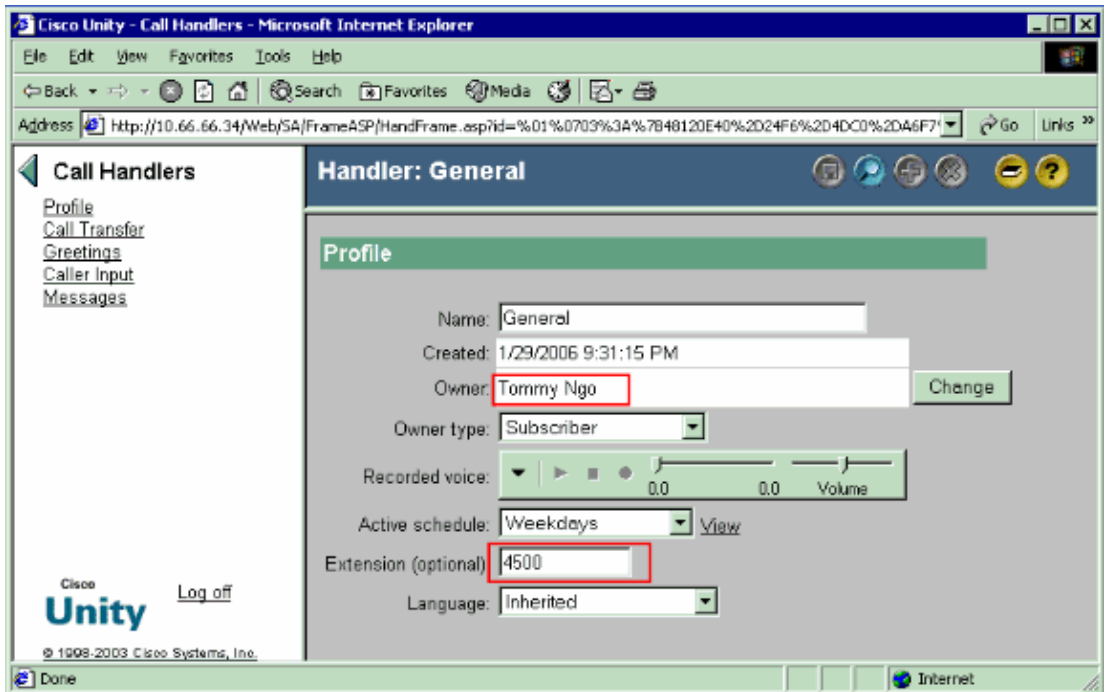 Cisco Unity - Call Handlers - Microsoft Internet Explorer
File Edit View Favorites Tools Help
Back Search Favorites Media
Address http://10.66.66.34/Web/SA/FrameASP/HandFrame.asp?id=%01%0703%3A%7B48120E40%2D24F6%2D4DC0%2DA6F7 Go Links »
Call Handlers
Profile
Call Transfer
Greetings
Caller Input
Messages
Handler: General
?
Profile
Name: General
Created: 1/29/2006 9:31:15 PM
Owner: Tommy Ngo Change
Owner type: Subscriber
Recorded voice: 0.0 0.0 Volume
Active schedule: Weekdays View
Extension (optional) 4500
Language: Inherited
Cisco
Unity
Log off
© 1998-2003 Cisco Systems, Inc.
Done Internet